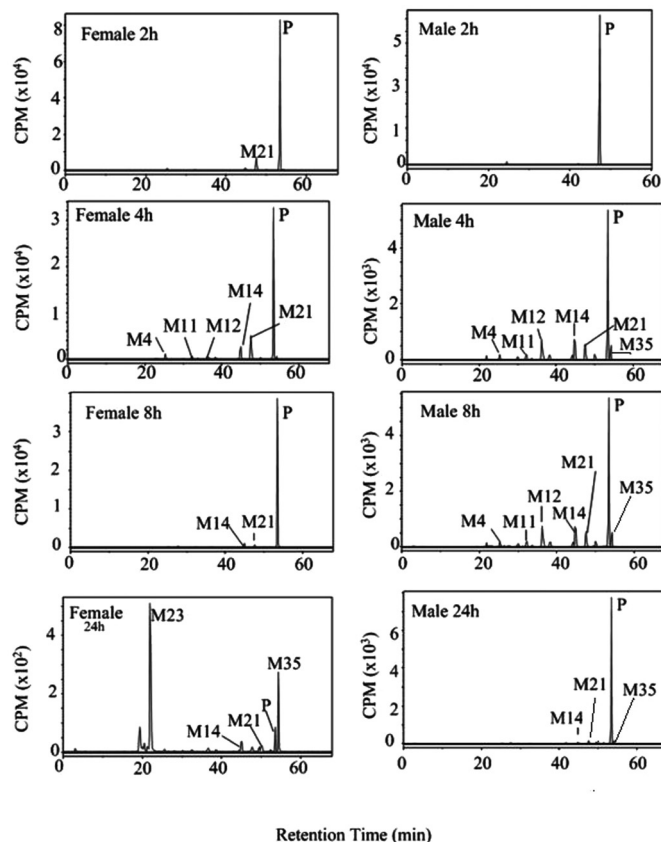 Female 2h
P
M21
8
6
4
2
0
CPM (x10⁴)
0 20 40 60
Male 2h
P
5
4
2
1
0
CPM (x10⁴)
0 20 40 60
Female 4h
P
M14
M21
M4 M11 M12
3
2
1
0
CPM (x10⁴)
0 20 40 60
Male 4h
P
M12 M14
M21
M4
M11
M35
4
2
0
CPM (x10³)
0 20 40 60
Female 8h
P
M14 M21
3
2
1
0
CPM (x10⁴)
0 20 40 60
Male 8h
P
M21
M12
M35
M14
M4 M11
4
2
0
CPM (x10³)
0 20 40 60
Female
24h
M23
M35
P
M21
M14
4
2
0
CPM (x10²)
0 20 40 60
Male 24h
P
M21
M35
M14
6
4
2
0
CPM (x10³)
0 20 40 60
Retention Time (min)